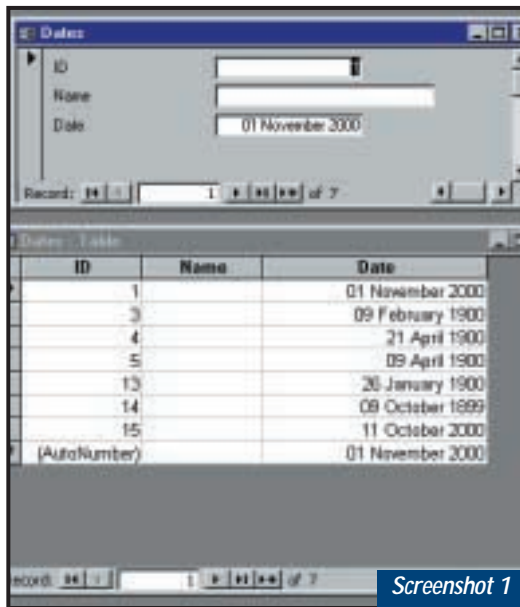 Dates
ID 1
Name
Date 01 November 2000
Record: 1 of 7
Dates : Table
ID Name Date
1 01 November 2000
3 09 February 1900
4 21 April 1900
5 09 April 1900
13 26 January 1900
14 09 October 1899
15 11 October 2000
(AutoNumber) 01 November 2000
ecord: 1 of 7
Screenshot 1